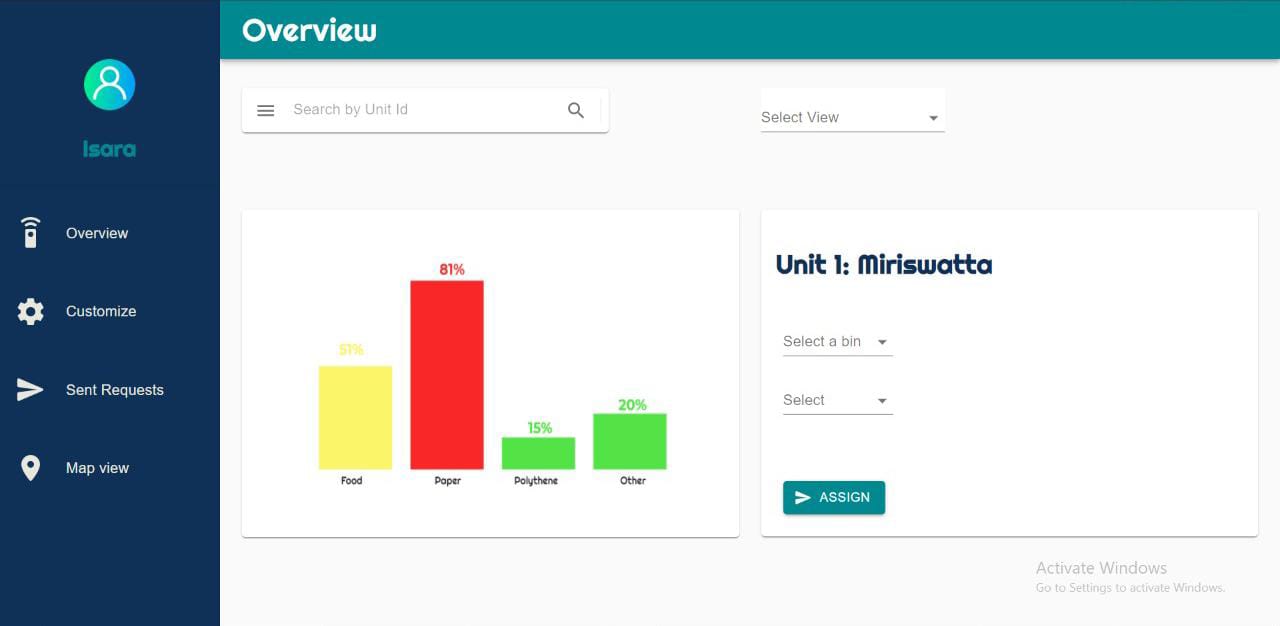 Overview
Isara
Search by Unit Id
Select View
Overview
Customize
Sent Requests
Map view
81%
51%
20%
15%
Food Paper Polythene Other
Unit 1: Miriswatta
Select a bin
Select
ASSIGN
Activate Windows
Go to Settings to activate Windows.